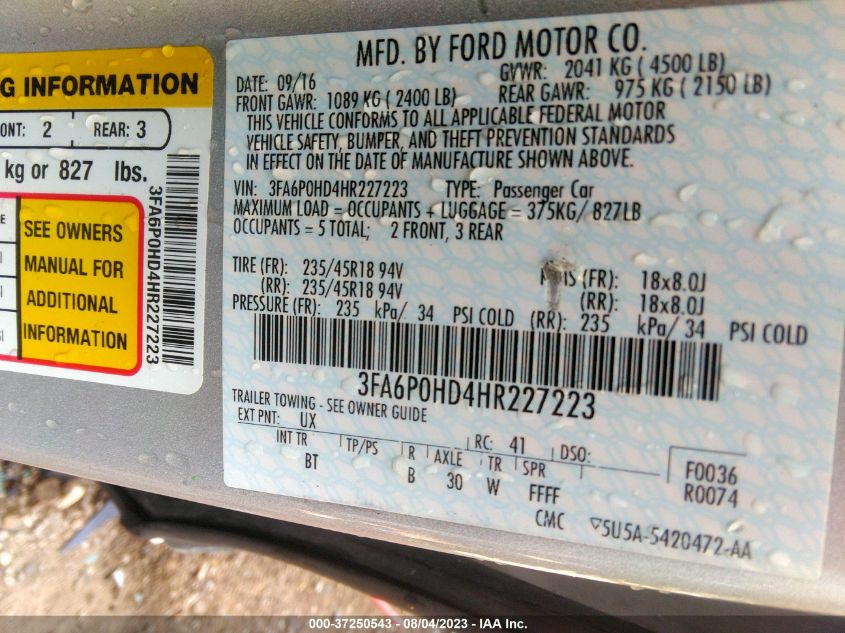 G INFORMATION
ONT: 2 REAR: 3
kg or 827 lbs.
SEE OWNERS
MANUAL FOR
ADDITIONAL
INFORMATION
3FA6P0HD4HR227223
MFD. BY FORD MOTOR CO.
DATE: 09/16 GVWR: 2041 KG ( 4500 LB)
FRONT GAWR: 1089 KG ( 2400 LB) REAR GAWR: 975 KG ( 2150 LB)
THIS VEHICLE CONFORMS TO ALL APPLICABLE FEDERAL MOTOR
VEHICLE SAFETY, BUMPER, AND THEFT PREVENTION STANDARDS
IN EFFECT ON THE DATE OF MANUFACTURE SHOWN ABOVE.
VIN: 3FA6P0HD4HR227223 TYPE: Passenger Car
MAXIMUM LOAD = OCCUPANTS + LUGGAGE = 375KG/ 827LB
OCCUPANTS = 5 TOTAL; 2 FRONT, 3 REAR
TIRE (FR): 235/45R18 94V (FR): 18x8.0J
(RR): 235/45R18 94V (RR): 18x8.0J
PRESSURE (FR): 235 kPa/ 34 PSI COLD (RR): 235 kPa/ 34 PSI COLD
3FA6P0HD4HR227223
TRAILER TOWING - SEE OWNER GUIDE
EXT PNT: UX RC: 41 DSO:
INT TR TP/PS R AXLE TR SPR F0036
BT B 30 W FFFF R0074
CMC 5U5A-5420472-AA
000-37250543 - 08/04/2023 - IAA Inc.